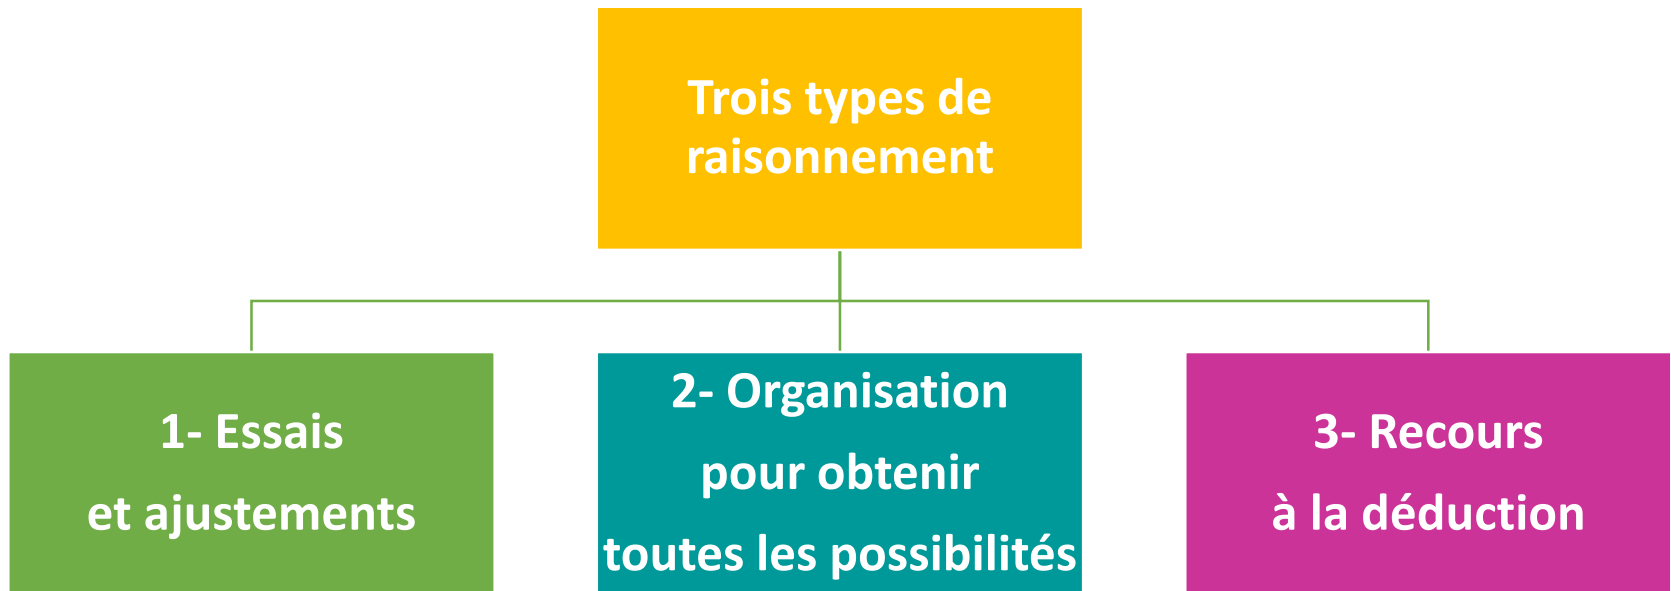 Trois types de
raisonnement
1- Essais
et ajustements
2- Organisation
pour obtenir
toutes les possibilités
3- Recours
à la déduction